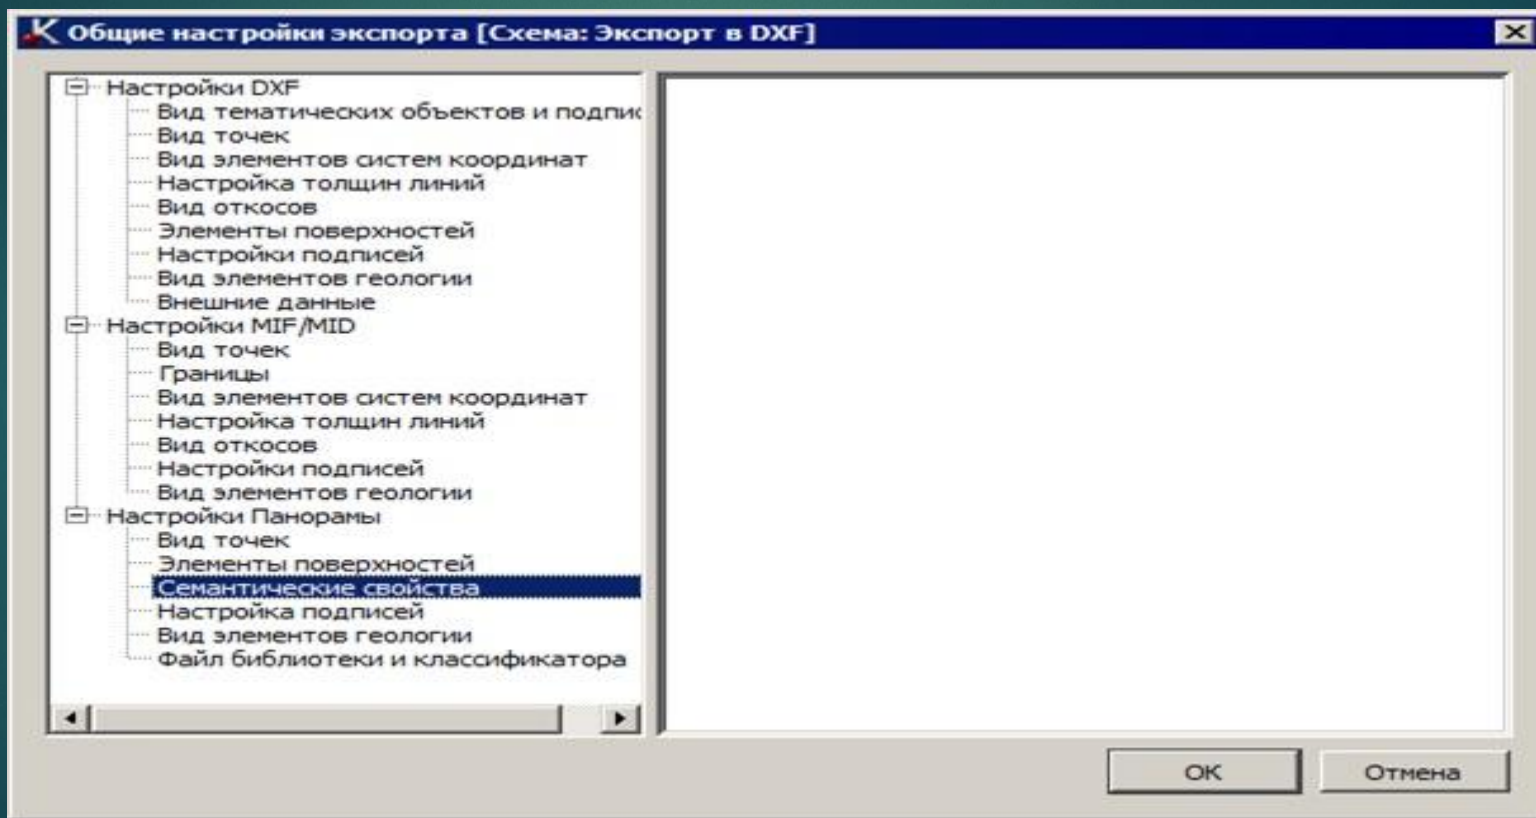 Общие настройки экспорта [Схема: Экспорт в DXF]
Настройки DXF
Вид тематических объектов и подпис
Вид точек
Вид элементов систем координат
Настройка толщин линий
Вид откосов
Элементы поверхностей
Настройки подписей
Вид элементов геологии
Внешние данные
Настройки MIF/MID
Вид точек
Границы
Вид элементов систем координат
Настройка толщин линий
Вид откосов
Настройки подписей
Вид элементов геологии
Настройки Панорамы
Вид точек
Элементы поверхностей
Семантические свойства
Настройка подписей
Вид элементов геологии
Файл библиотеки и классификатора
OK Отмена